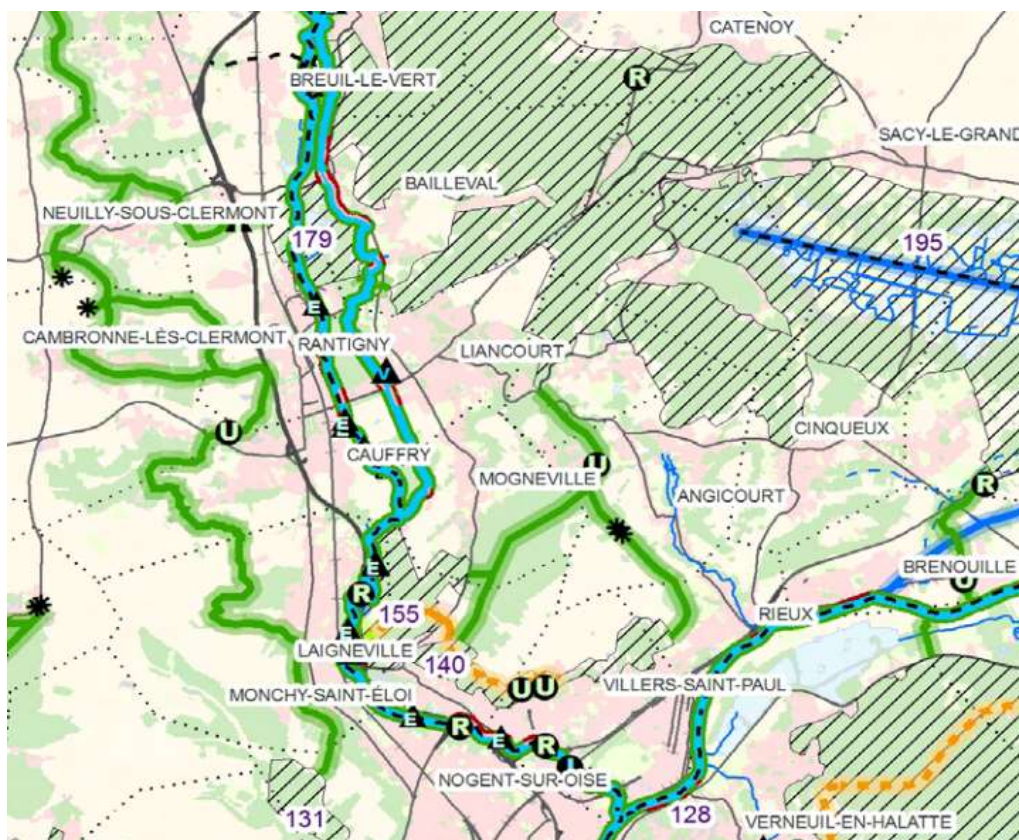 CATENOY
R
BREUIL-LE-VERT
SACY-LE-GRAND
BAILLEVAL
NEUILLY-SOUS-CLERMONT
179
195
E
CAMBRONNE-LÈS-CLERMONT
RANTIGNY
LIANCOURT
V
U
E
CINQUEUX
CAUFFRY
U
MOGNEVILLE
R
ANGICOURT
E
BRENOUILLE
U
R
155
RIEUX
E
LAIGNEVILLE
140
VILLERS-SAINT-PAUL
U U
MONCHY-SAINT-ÉLOI
E
R
E
R
NOGENT-SUR-OISE
131
128
VERNEUIL-EN-HALATTE